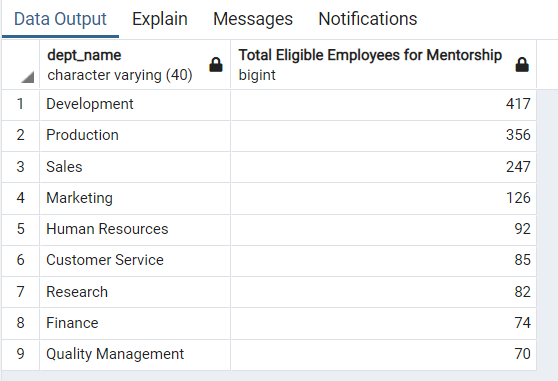 Data Output Explain Messages Notifications
dept_name Total Eligible Employees for Mentorship
character varying (40) bigint
1 Development 417
2 Production 356
3 Sales 247
4 Marketing 126
5 Human Resources 92
6 Customer Service 85
7 Research 82
8 Finance 74
9 Quality Management 70